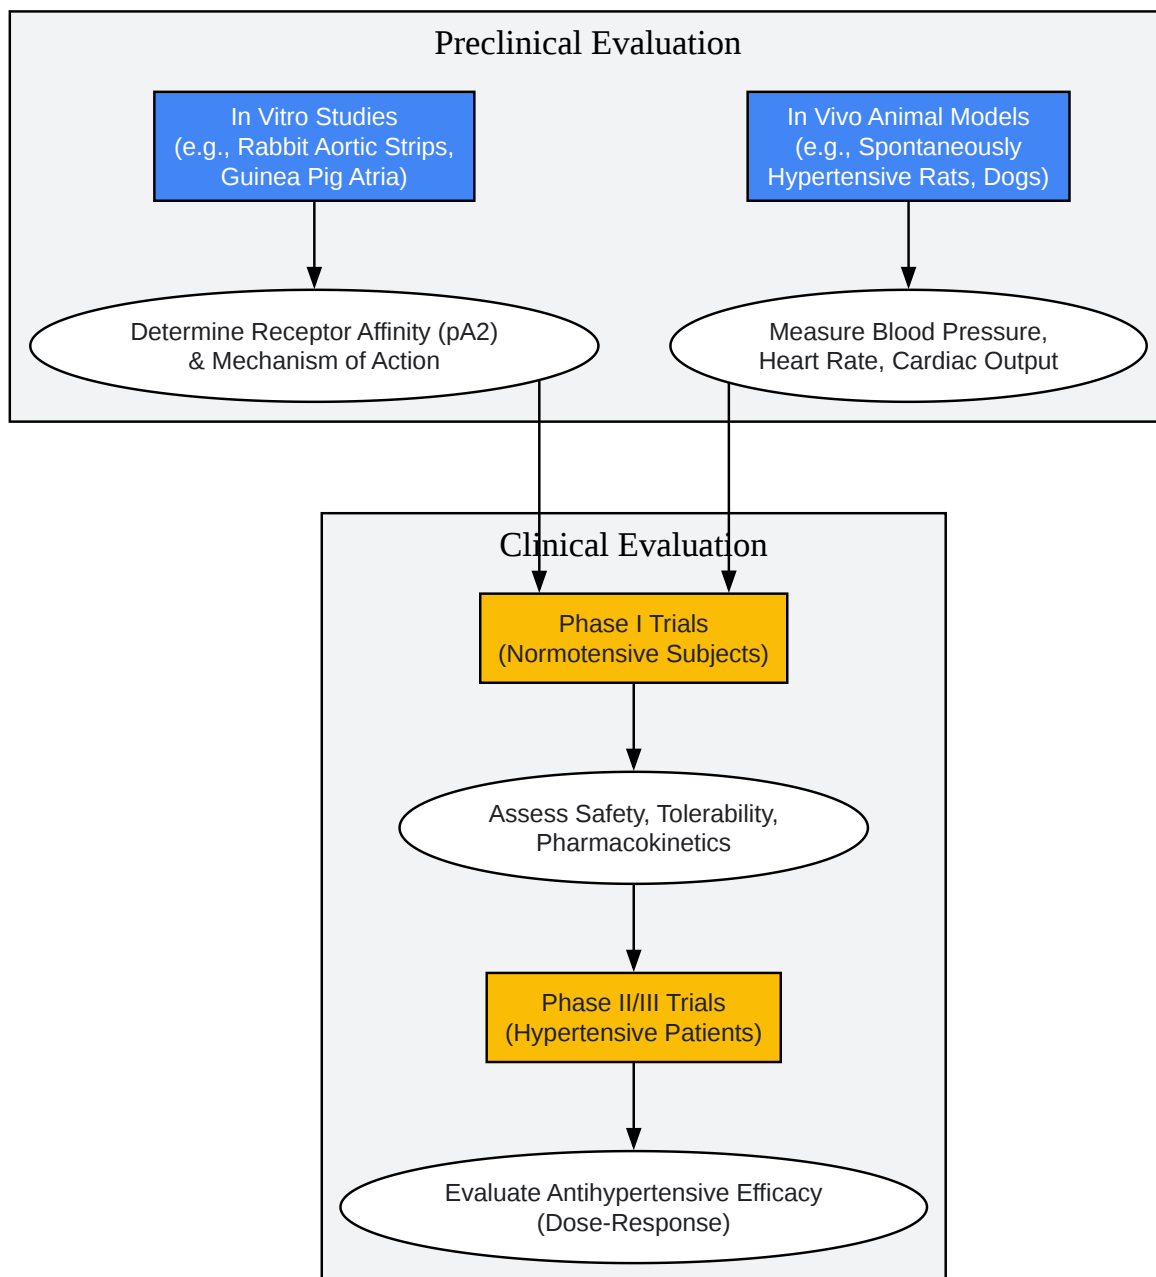 Preclinical Evaluation
In Vitro Studies
(e.g., Rabbit Aortic Strips,
Guinea Pig Atria)
In Vivo Animal Models
(e.g., Spontaneously
Hypertensive Rats, Dogs)
Determine Receptor Affinity (pA2)
& Mechanism of Action
Measure Blood Pressure,
Heart Rate, Cardiac Output
Clinical Evaluation
Phase I Trials
(Normotensive Subjects)
Assess Safety, Tolerability,
Pharmacokinetics
Phase II/III Trials
(Hypertensive Patients)
Evaluate Antihypertensive Efficacy
(Dose-Response)